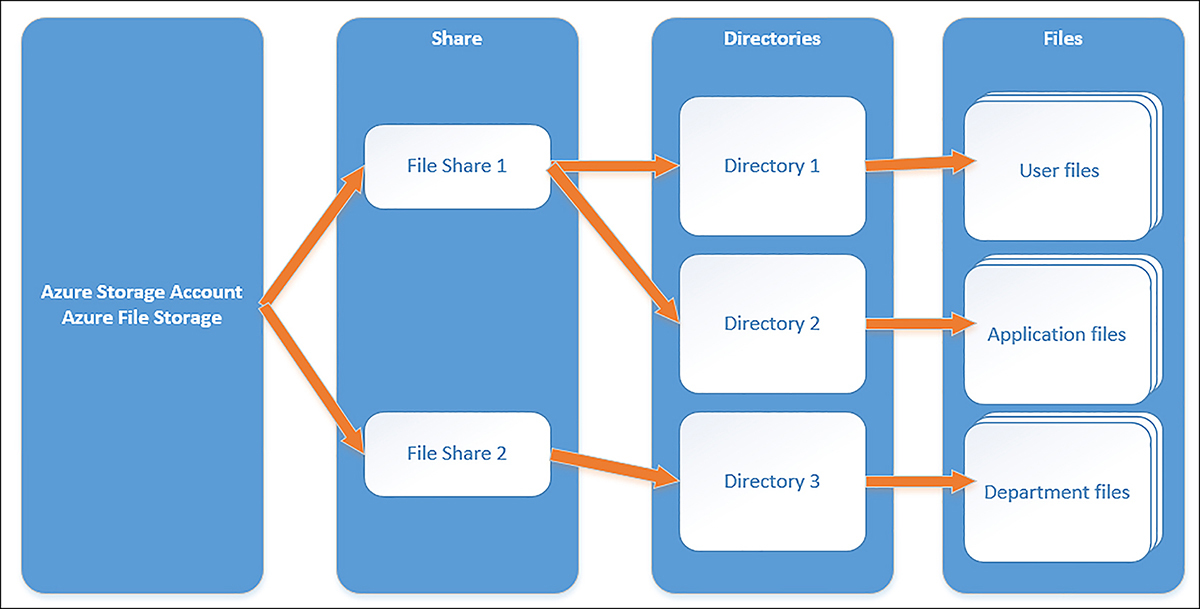 Azure Storage Account
Azure File Storage
Share
File Share 1
File Share 2
Directories
Directory 1
Directory 2
Directory 3
Files
User files
Application files
Department files